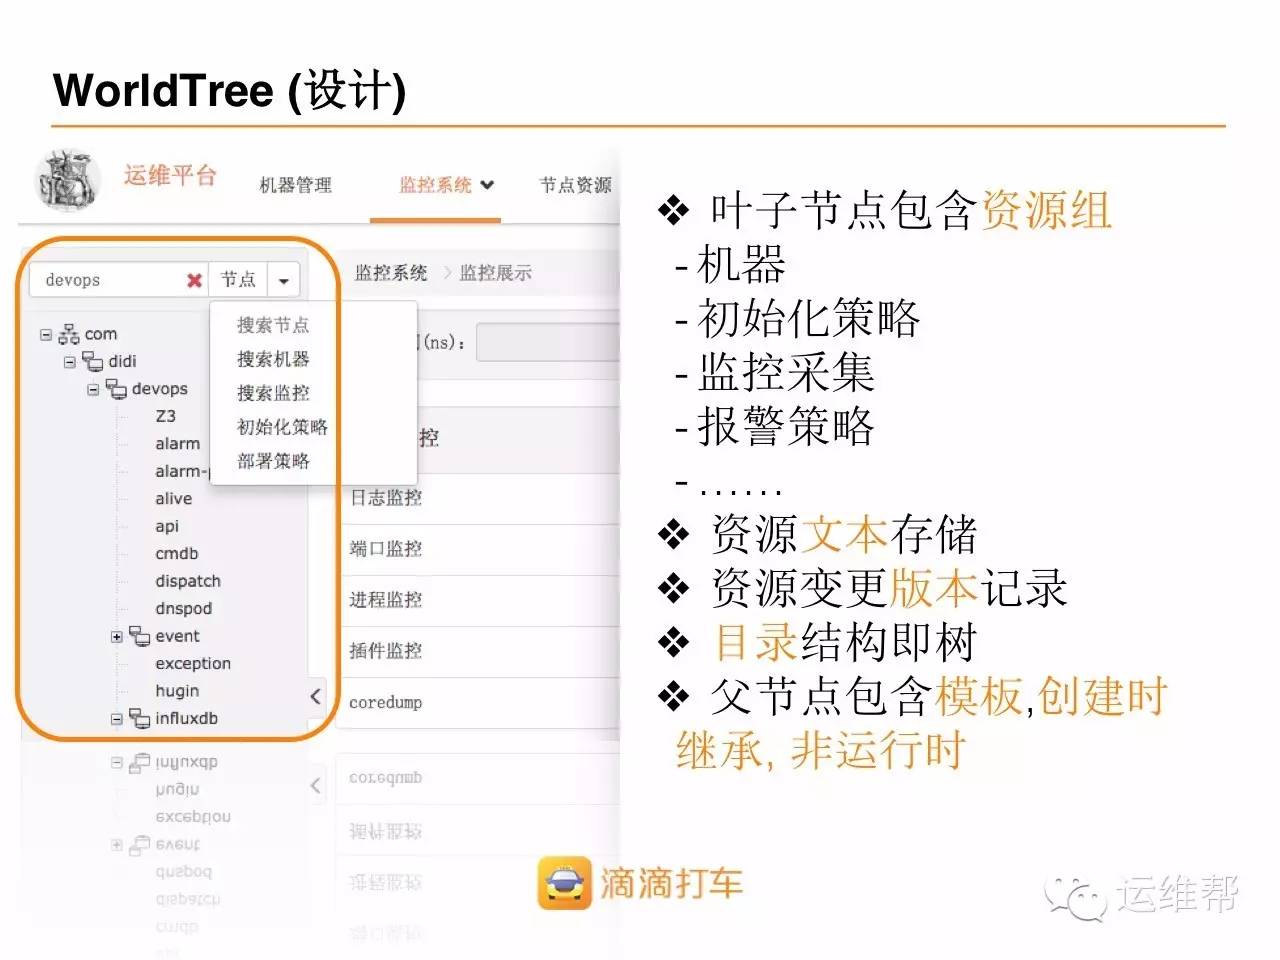 WorldTree (设计)
运维平台
机器管理
监控系统
节点资源
devops
节点
监控系统
监控展示
搜索节点
搜索机器
搜索监控
初始化策略
部署策略
(ns):
控
com
didi
devops
Z3
alarm
alarm-
alive
api
cmdb
dispatch
dnspod
event
exception
hugin
influxdb
日志监控
端口监控
进程监控
插件监控
coredump
❖ 叶子节点包含资源组
- 机器
- 初始化策略
- 监控采集
- 报警策略
- ……
❖ 资源文本存储
❖ 资源变更版本记录
❖ 目录结构即树
❖ 父节点包含模板,创建时
继承, 非运行时
滴滴打车
运维帮